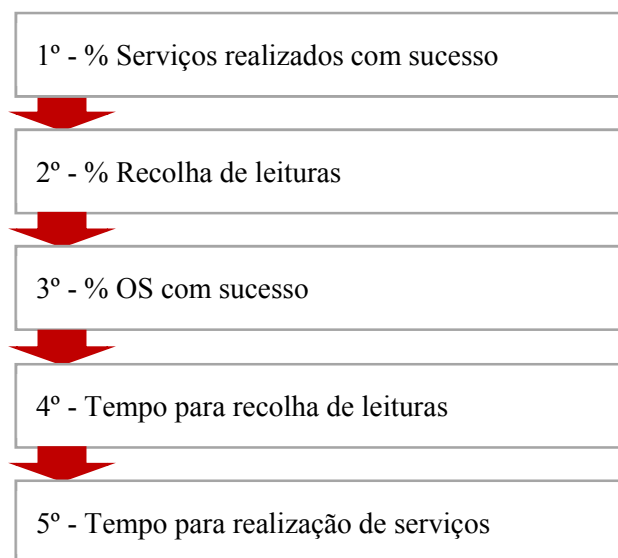 1º - % Serviços realizados com sucesso
2º - % Recolha de leituras
3º - % OS com sucesso
4º - Tempo para recolha de leituras
5º - Tempo para realização de serviços